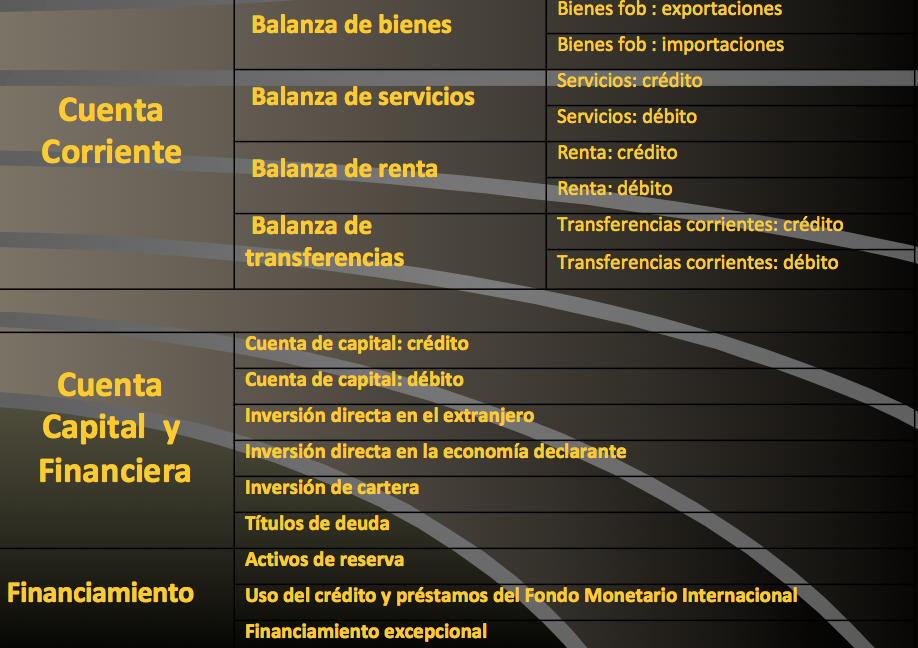 Balanza de bienes
Bienes fob : exportaciones
Bienes fob : importaciones
Cuenta
Corriente
Balanza de servicios
Servicios: crédito
Servicios: débito
Balanza de renta
Renta: crédito
Renta: débito
Balanza de
transferencias
Transferencias corrientes: crédito
Transferencias corrientes: débito
Cuenta
Capital y
Financiera
Cuenta de capital: crédito
Cuenta de capital: débito
Inversión directa en el extranjero
Inversión directa en la economía declarante
Inversión de cartera
Títulos de deuda
Financiamiento
Activos de reserva
Uso del crédito y préstamos del Fondo Monetario Internacional
Financiamiento excepcional